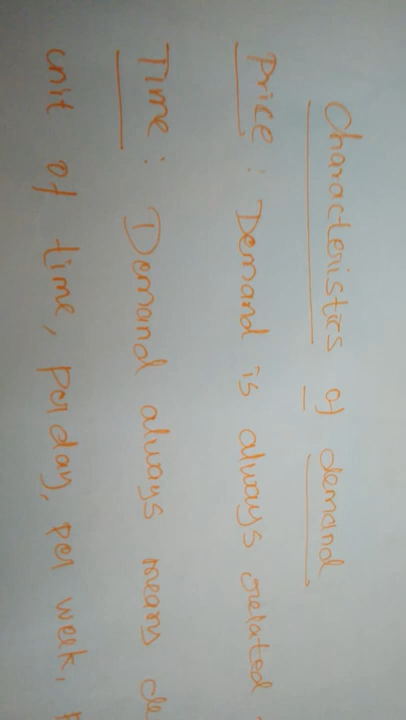 Characteristics of demand
Price: Demand is always related
Time: Demand always means de
unit of time, per day, per week,